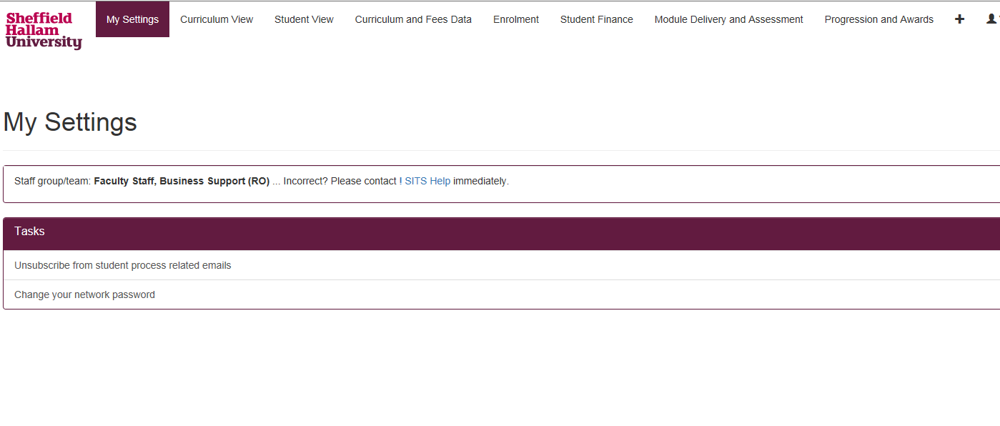 Sheffield
Hallam
University
My Settings Curriculum View Student View Curriculum and Fees Data Enrolment Student Finance Module Delivery and Assessment Progression and Awards
My Settings
Staff group/team: Faculty Staff, Business Support (RO) ... Incorrect? Please contact ! SITS Help immediately.
Tasks
Unsubscribe from student process related emails
Change your network password